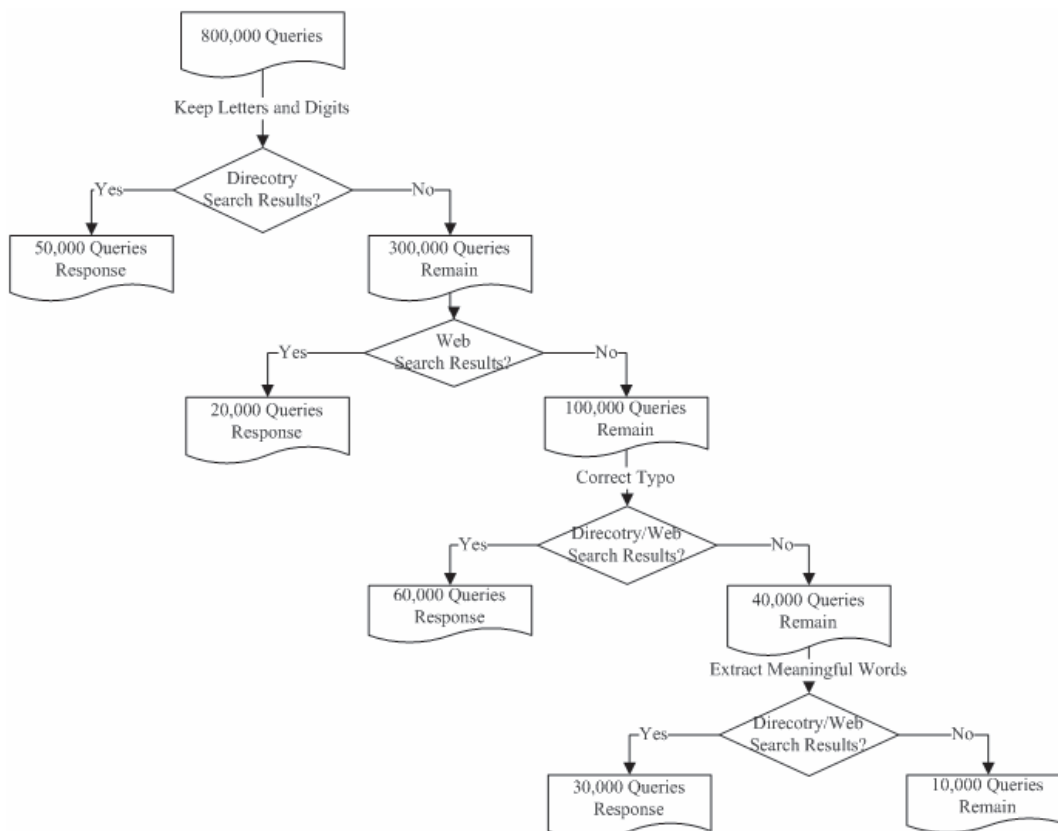 800,000 Queries
Keep Letters and Digits
Direcotry
Search Results?
Yes
No
50,000 Queries
Response
300,000 Queries
Remain
Web
Search Results?
Yes
No
20,000 Queries
Response
100,000 Queries
Remain
Correct Typo
Direcotry/Web
Search Results?
Yes
No
60,000 Queries
Response
40,000 Queries
Remain
Extract Meaningful Words
Direcotry/Web
Search Results?
Yes
No
30,000 Queries
Response
10,000 Queries
Remain